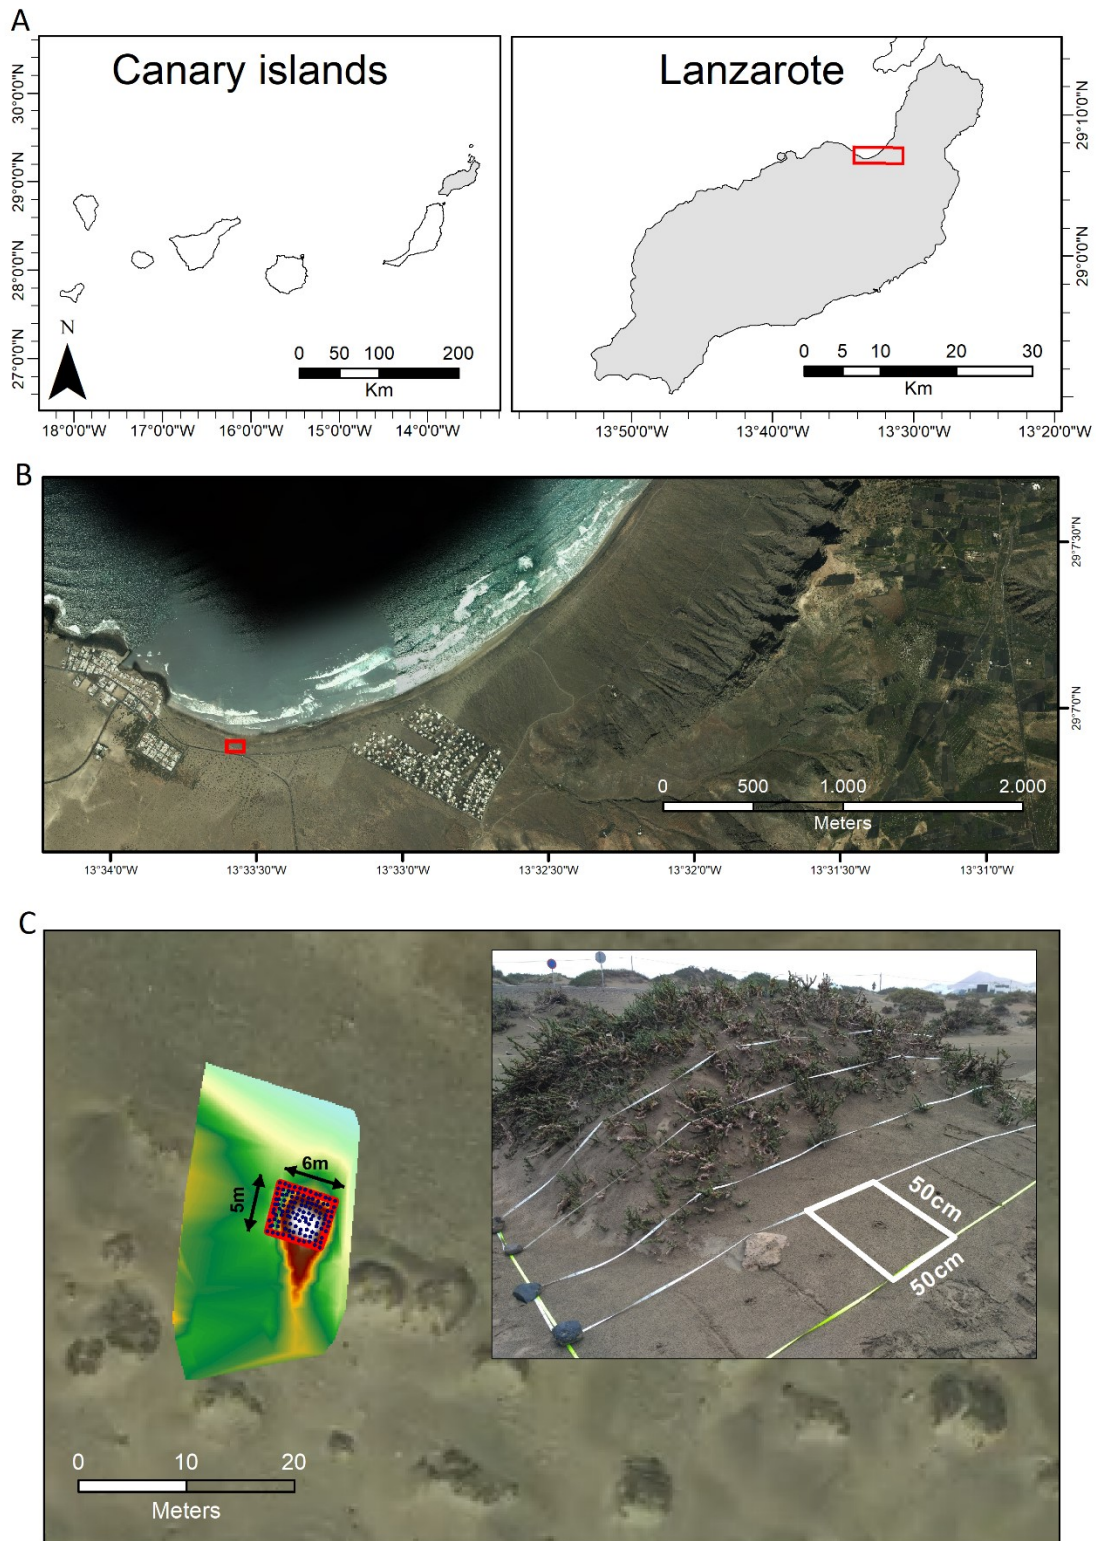 A
Canary islands
30°0'0"N
29°0'0"N
28°0'0"N
27°0'0"N
N
0 50 100 200
Km
18°0'0"W 17°0'0"W 16°0'0"W 15°0'0"W 14°0'0"W
Lanzarote
29°10'0"N
29°0'0"N
0 5 10 20 30
Km
13°50'0"W 13°40'0"W 13°30'0"W 13°20'0"W
B
29°7'30"N
29°7'0"N
0 500 1.000 2.000
Meters
13°34'0"W 13°33'30"W 13°33'0"W 13°32'30"W 13°32'0"W 13°31'30"W 13°31'0"W
C
6m
5m
50cm
50cm
0 10 20
Meters